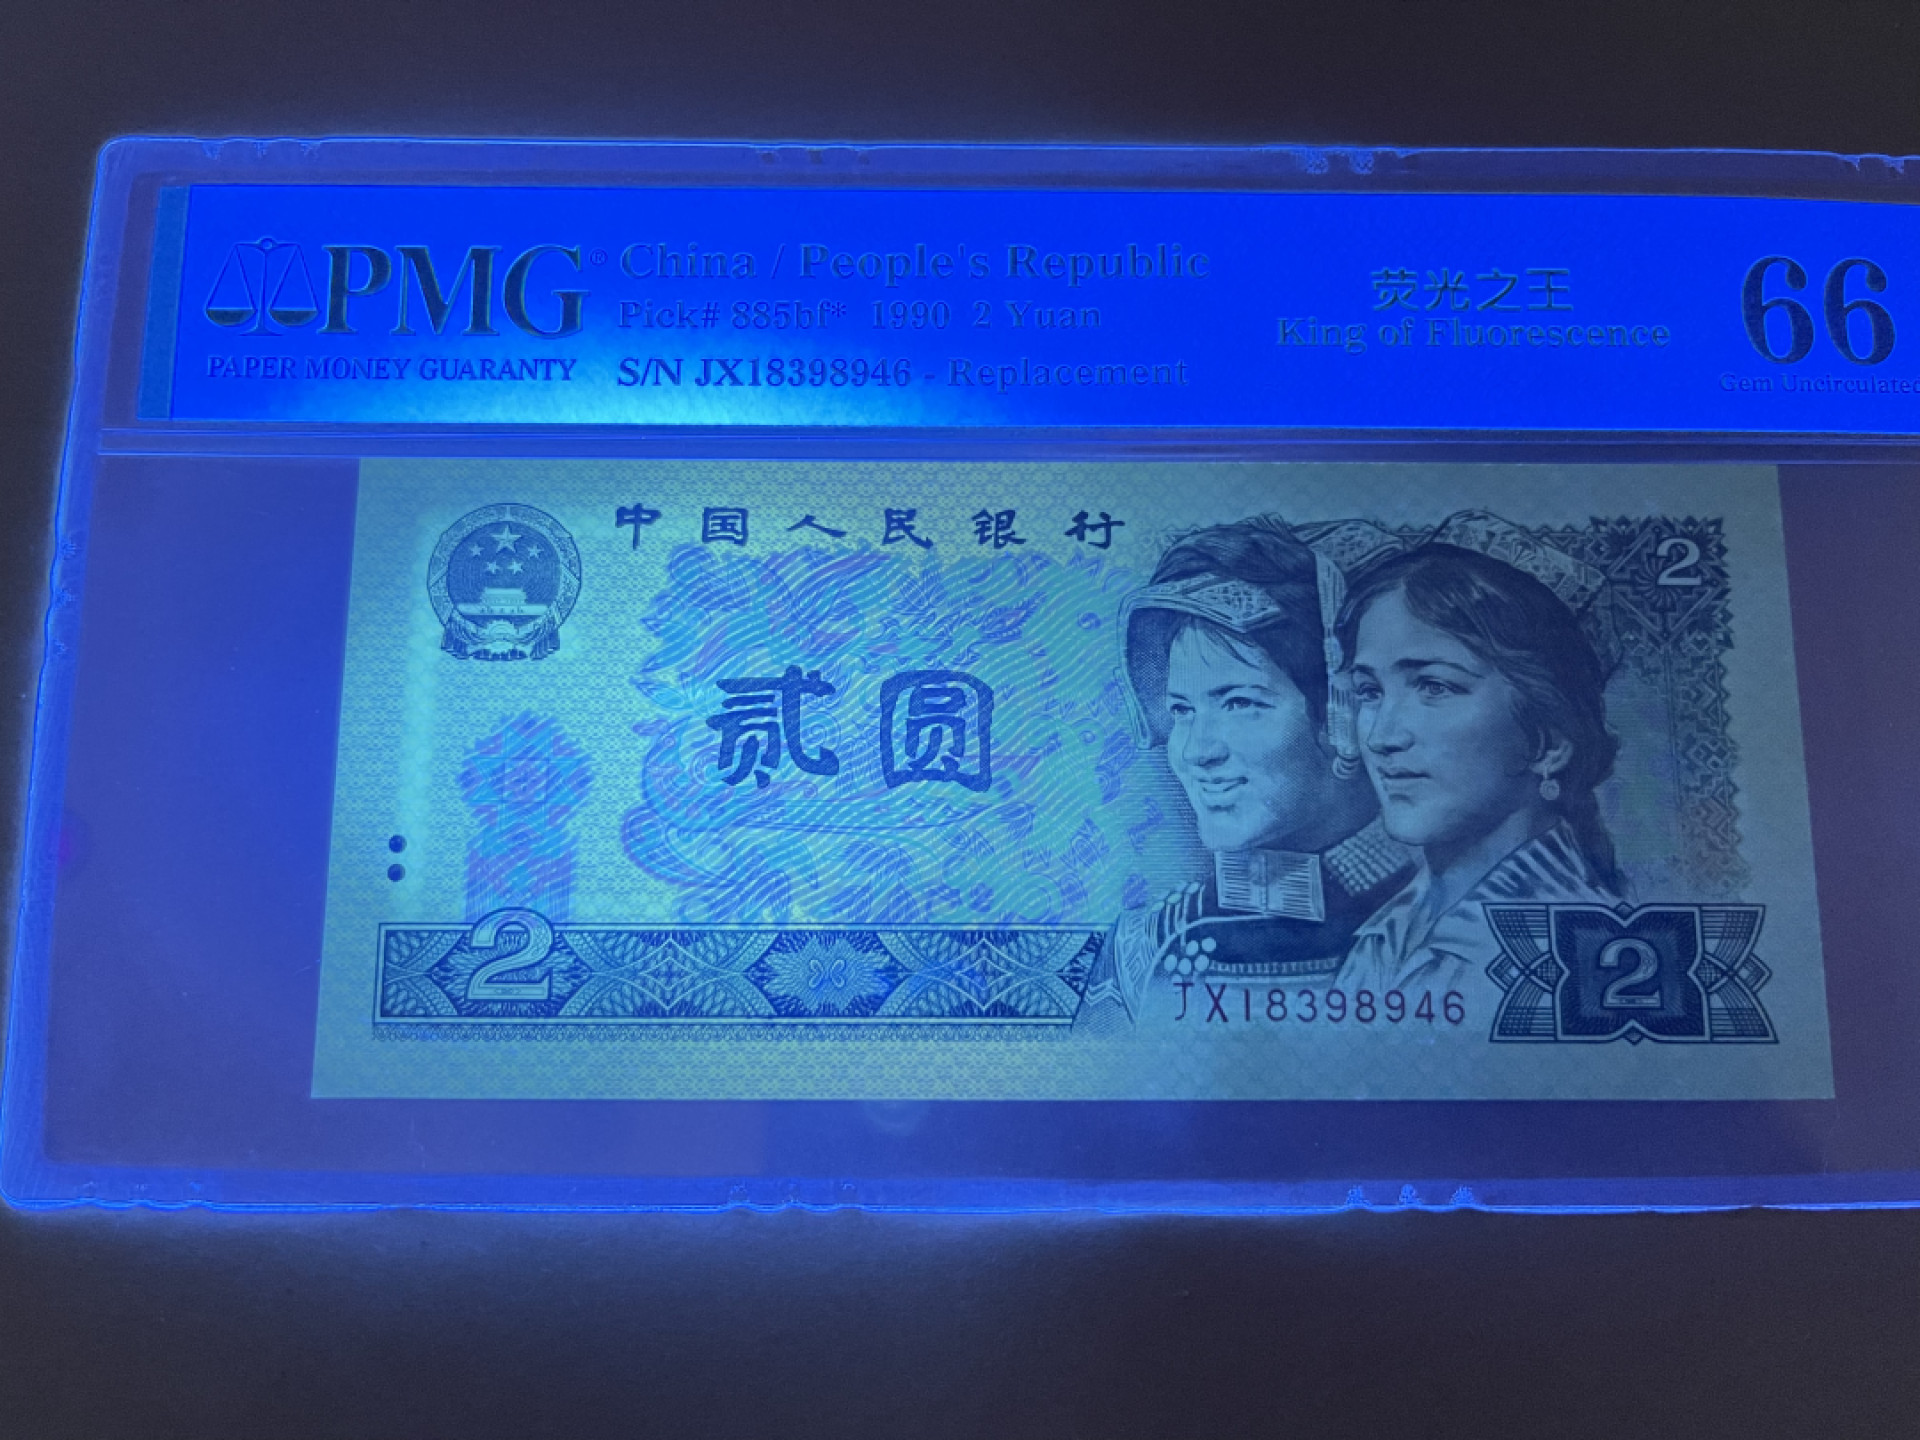 PMG®
PAPER MONEY GUARANTY
China / People's Republic
Pick# 885bf* 1990 2 Yuan
S/N JX18398946 - Replacement
荧光之王
King of Fluorescence
66
Gem Uncirculated
中国人民银行
2
贰圆
2
JX18398946
2